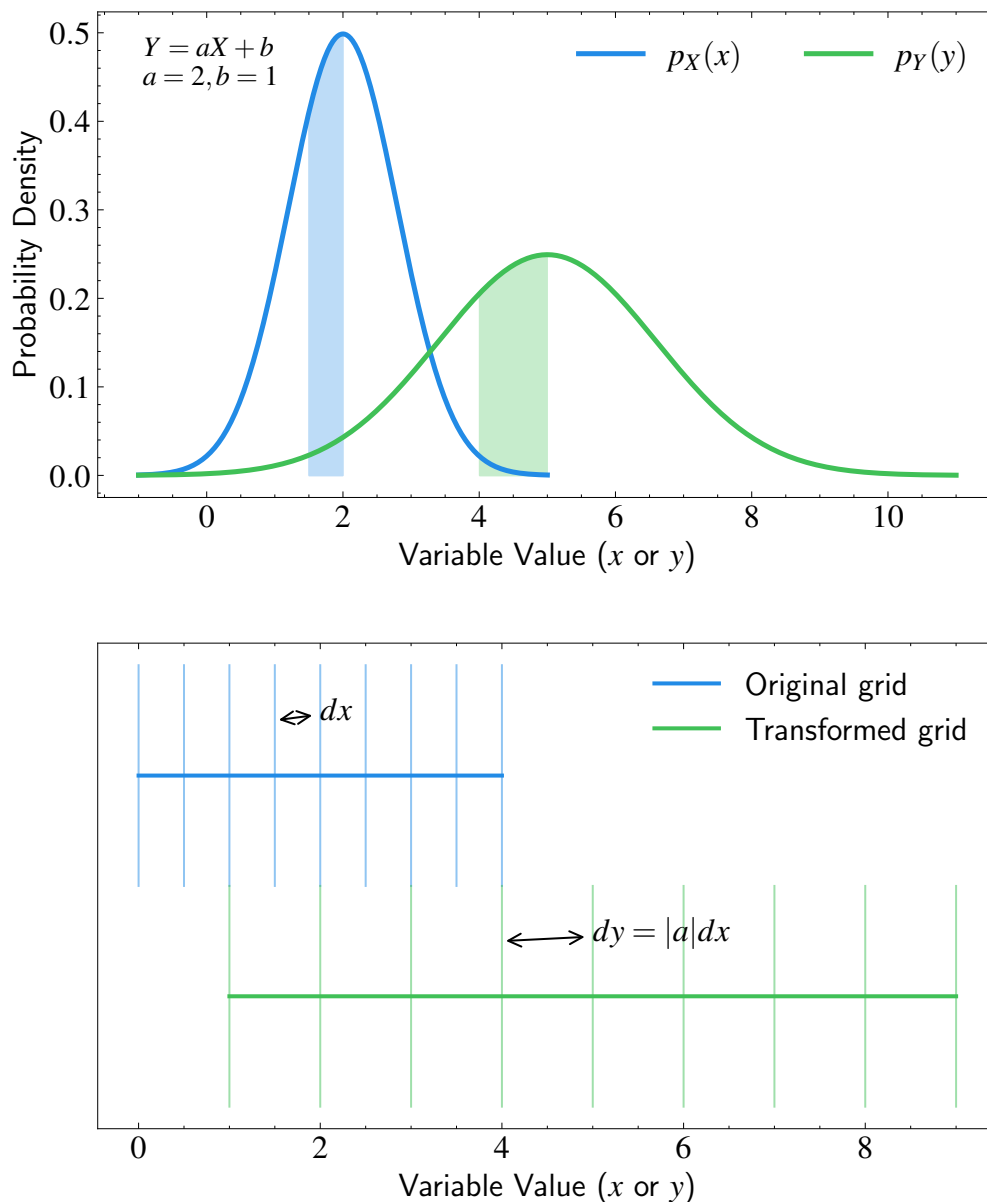 Y = aX + b
a = 2, b = 1
p_X(x)
p_Y(y)
Probability Density
0.5
0.4
0.3
0.2
0.1
0.0
0 2 4 6 8 10
Variable Value (x or y)
Original grid
Transformed grid
dx
dy = |a|dx
0 2 4 6 8
Variable Value (x or y)